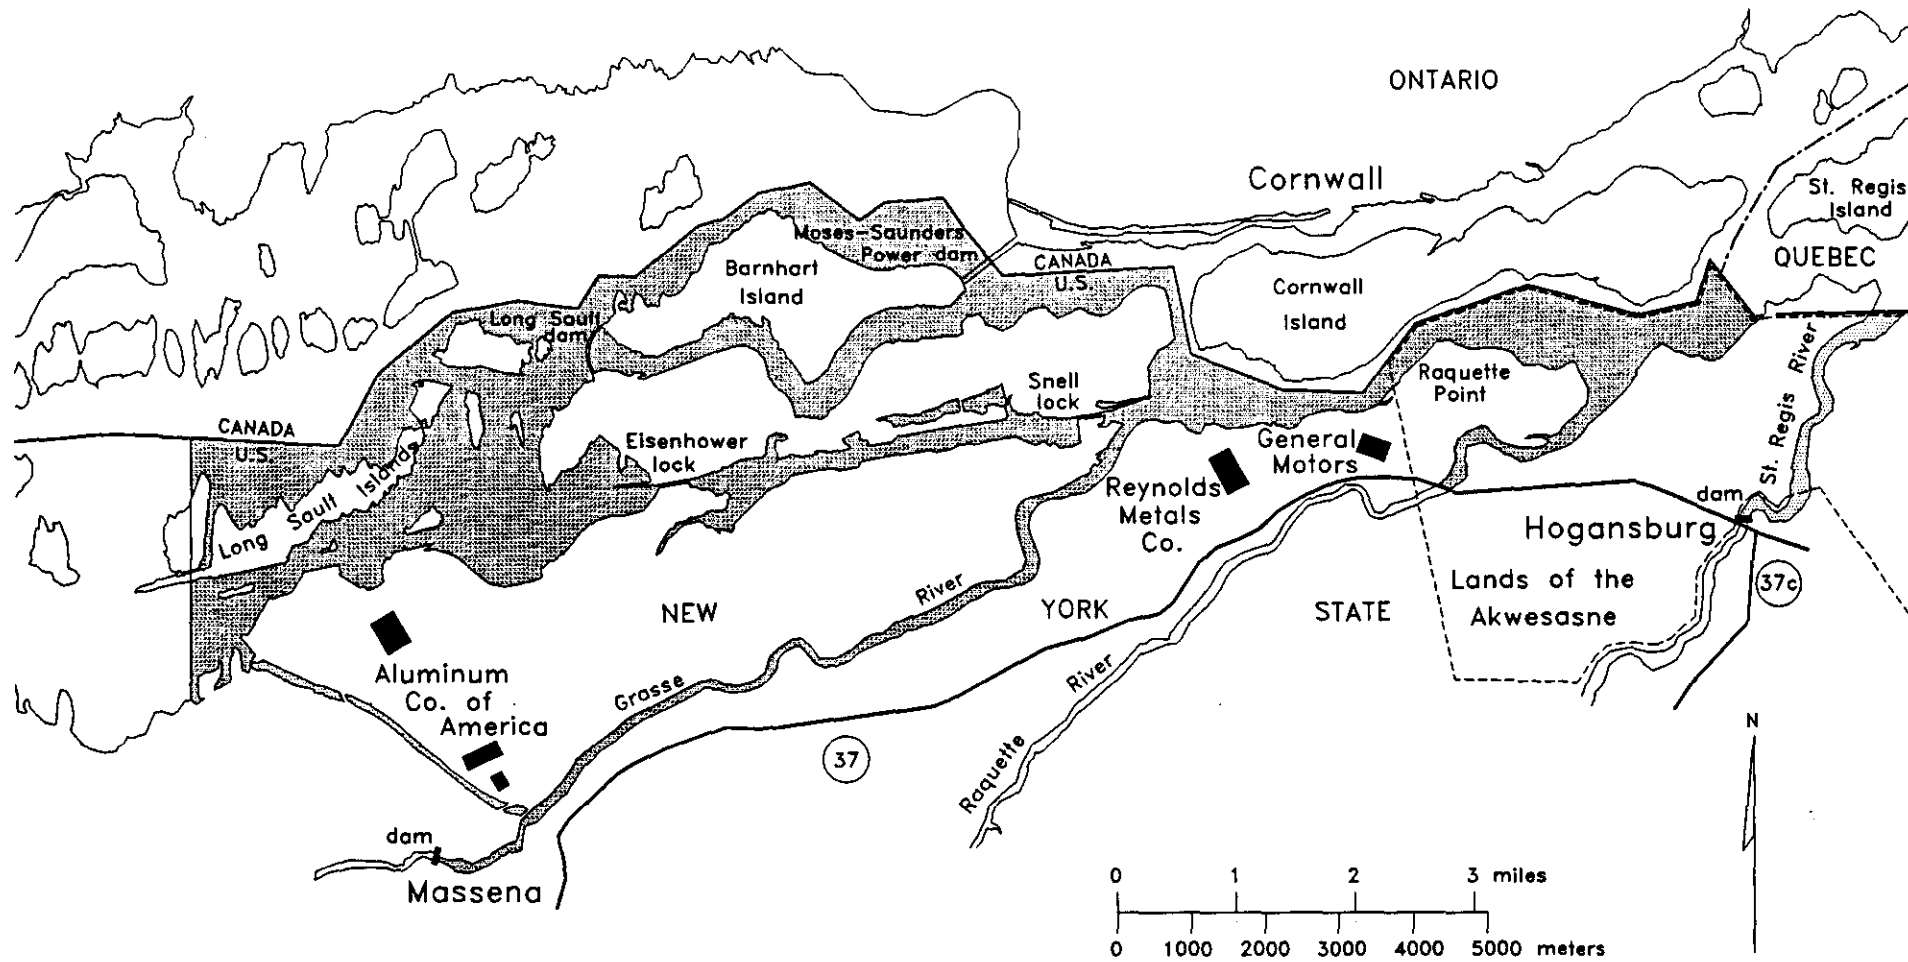 ONTARIO
Cornwall
St. Regis
Island
QUEBEC
Moses-Saunders
Power dam
CANADA
U.S.
Barnhart
Island
Cornwall
Island
Long Sault
dam
Raquette
Point
St. Regis River
Snell
lock
CANADA
U.S.
Eisenhower
lock
General
Motors
Long Sault Islands
Reynolds
Metals
Co.
dam
Hogansburg
Lands of the
Akwesasne
37c
NEW YORK STATE
Grasse River
Raquette River
Aluminum
Co. of
America
37
N
dam
Massena
0 1 2 3 miles
0 1000 2000 3000 4000 5000 meters